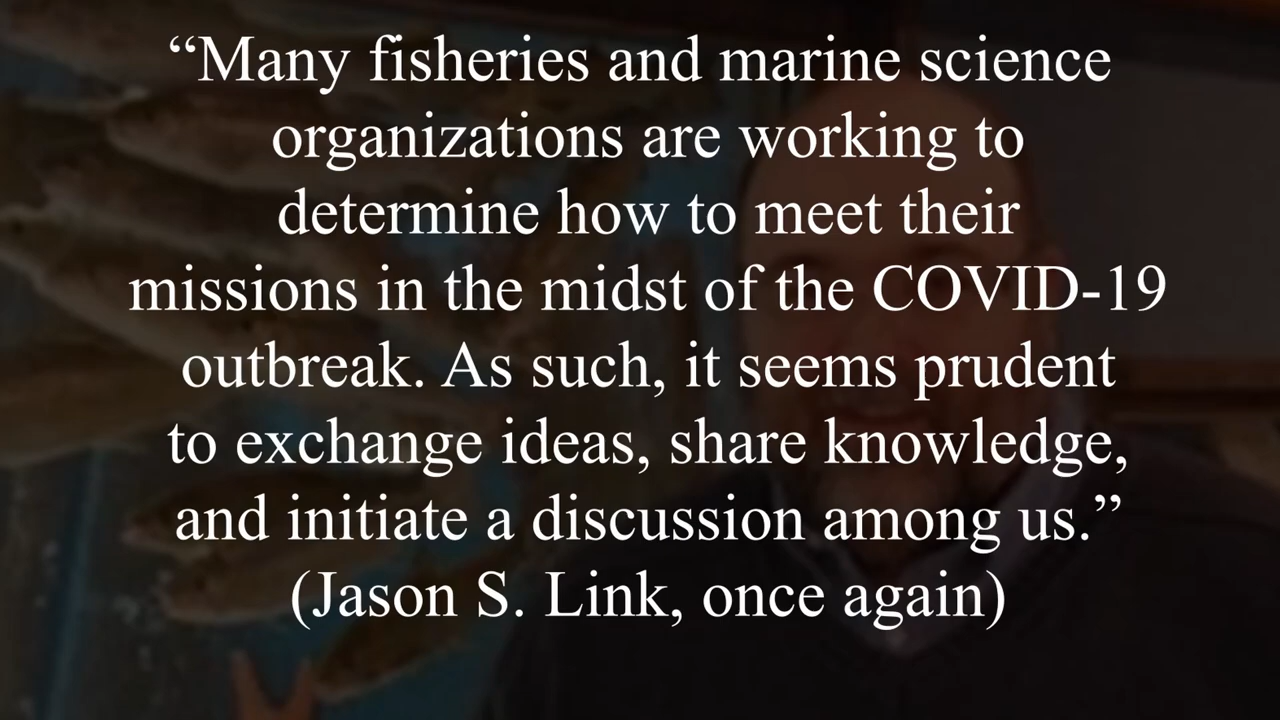 “Many fisheries and marine science
organizations are working to
determine how to meet their
missions in the midst of the COVID-19
outbreak. As such, it seems prudent
to exchange ideas, share knowledge,
and initiate a discussion among us.”
(Jason S. Link, once again)